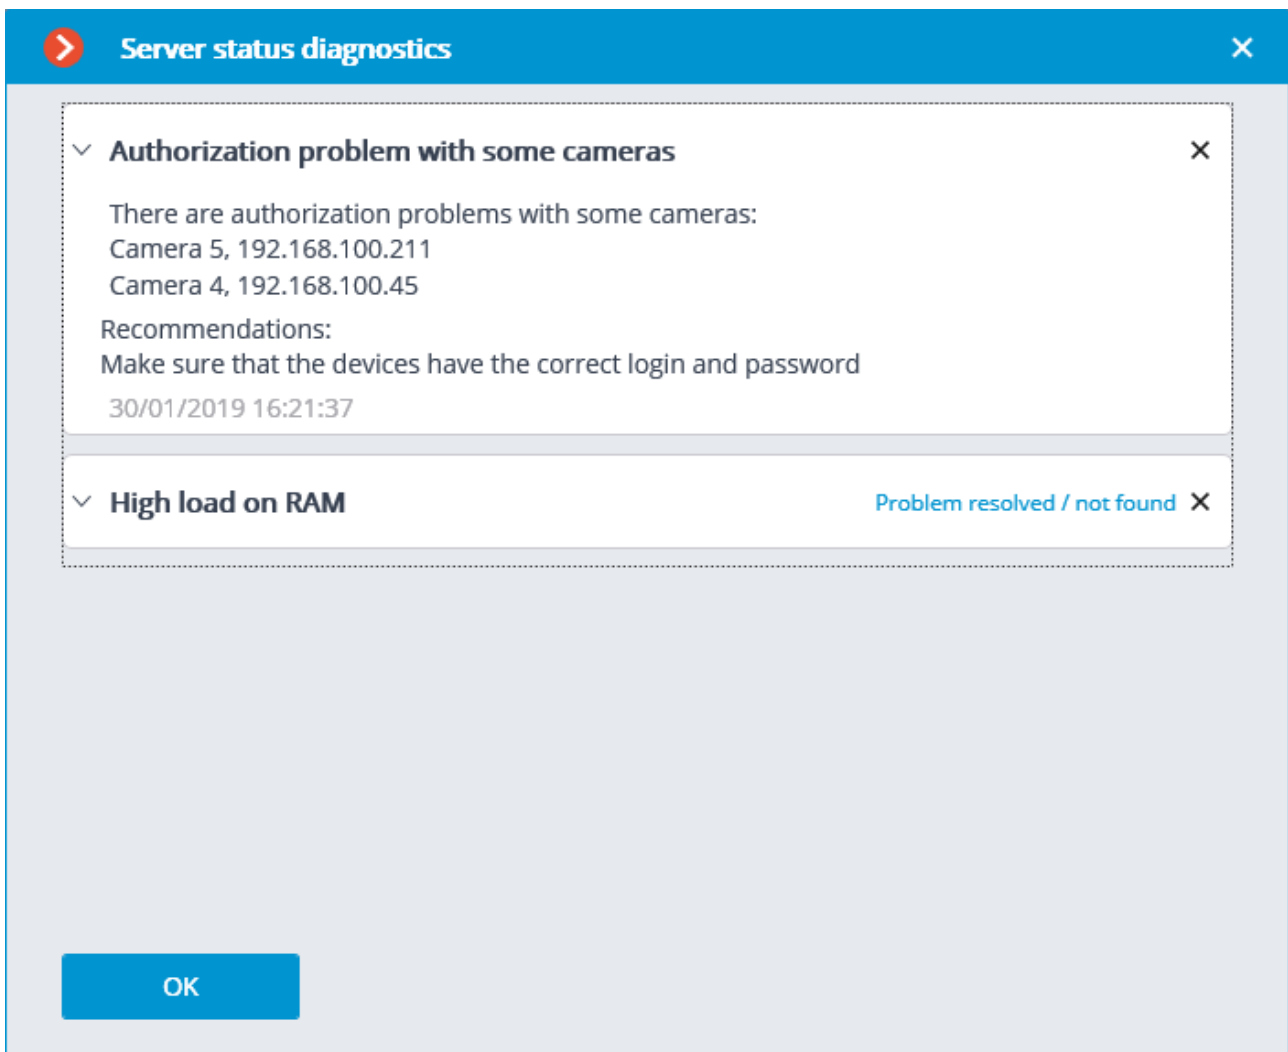 Server status diagnostics
Authorization problem with some cameras
There are authorization problems with some cameras:
Camera 5, 192.168.100.211
Camera 4, 192.168.100.45
Recommendations:
Make sure that the devices have the correct login and password
30/01/2019 16:21:37
High load on RAM Problem resolved / not found
OK